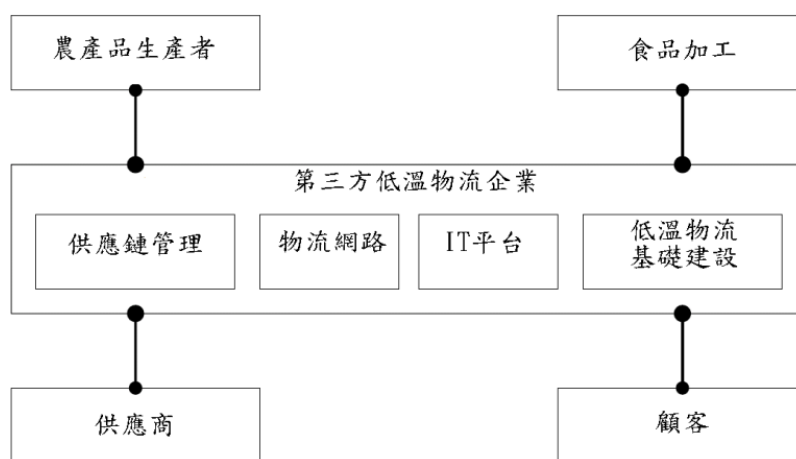 農產品生產者
食品加工
第三方低溫物流企業
供應鏈管理
物流網路
IT平台
低溫物流
基礎建設
供應商
顧客